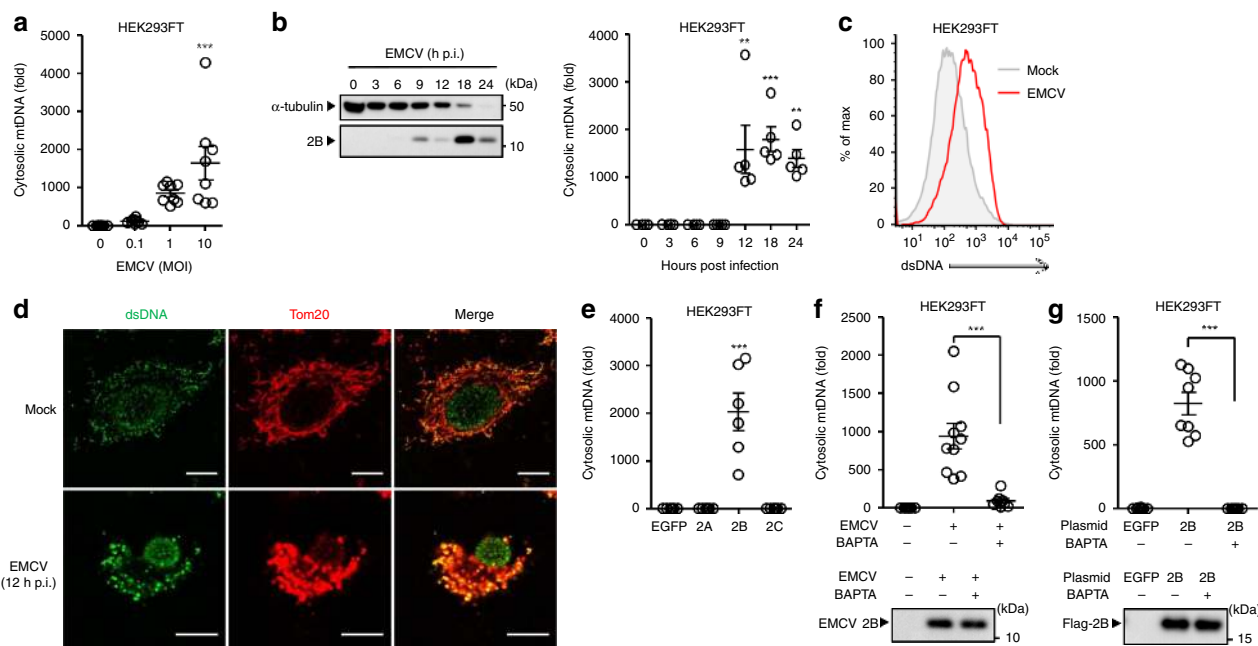 a
HEK293FT
5000
4000
3000
2000
1000
0
Cytosolic mtDNA (fold)
***
0 0.1 1 10
EMCV (MOI)
b
EMCV (h p.i.)
0 3 6 9 12 18 24 (kDa)
α-tubulin
50
2B
10
HEK293FT
4000
3000
2000
1000
0
Cytosolic mtDNA (fold)
** *** **
0 3 6 9 12 18 24
Hours post infection
c
HEK293FT
100
80
60
40
20
0
% of max
Mock
EMCV
10¹ 10² 10³ 10⁴ 10⁵
dsDNA
d
dsDNA Tom20 Merge
Mock
EMCV
(12 h p.i.)
e
HEK293FT
4000
3000
2000
1000
0
Cytosolic mtDNA (fold)
***
EGFP 2A 2B 2C
f
HEK293FT
2500
2000
1500
1000
500
0
Cytosolic mtDNA (fold)
***
EMCV – + +
BAPTA – – +
EMCV – + +
BAPTA – – +
(kDa)
EMCV 2B
10
g
HEK293FT
1500
1000
500
0
Cytosolic mtDNA (fold)
***
Plasmid EGFP 2B 2B
BAPTA – – +
Plasmid EGFP 2B 2B
BAPTA – – +
(kDa)
Flag-2B
15